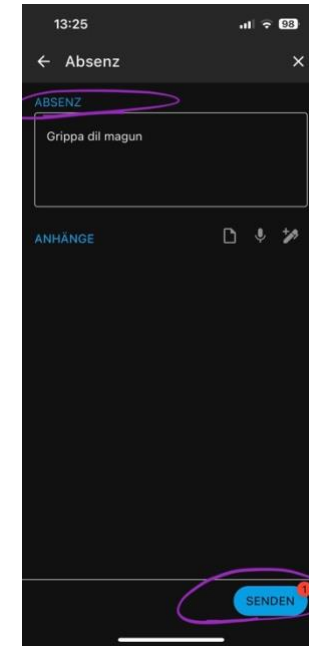 13:25
98
← Absenz ×
ABSENZ
Grippa dil magun
ANHÄNGE
1
SENDEN